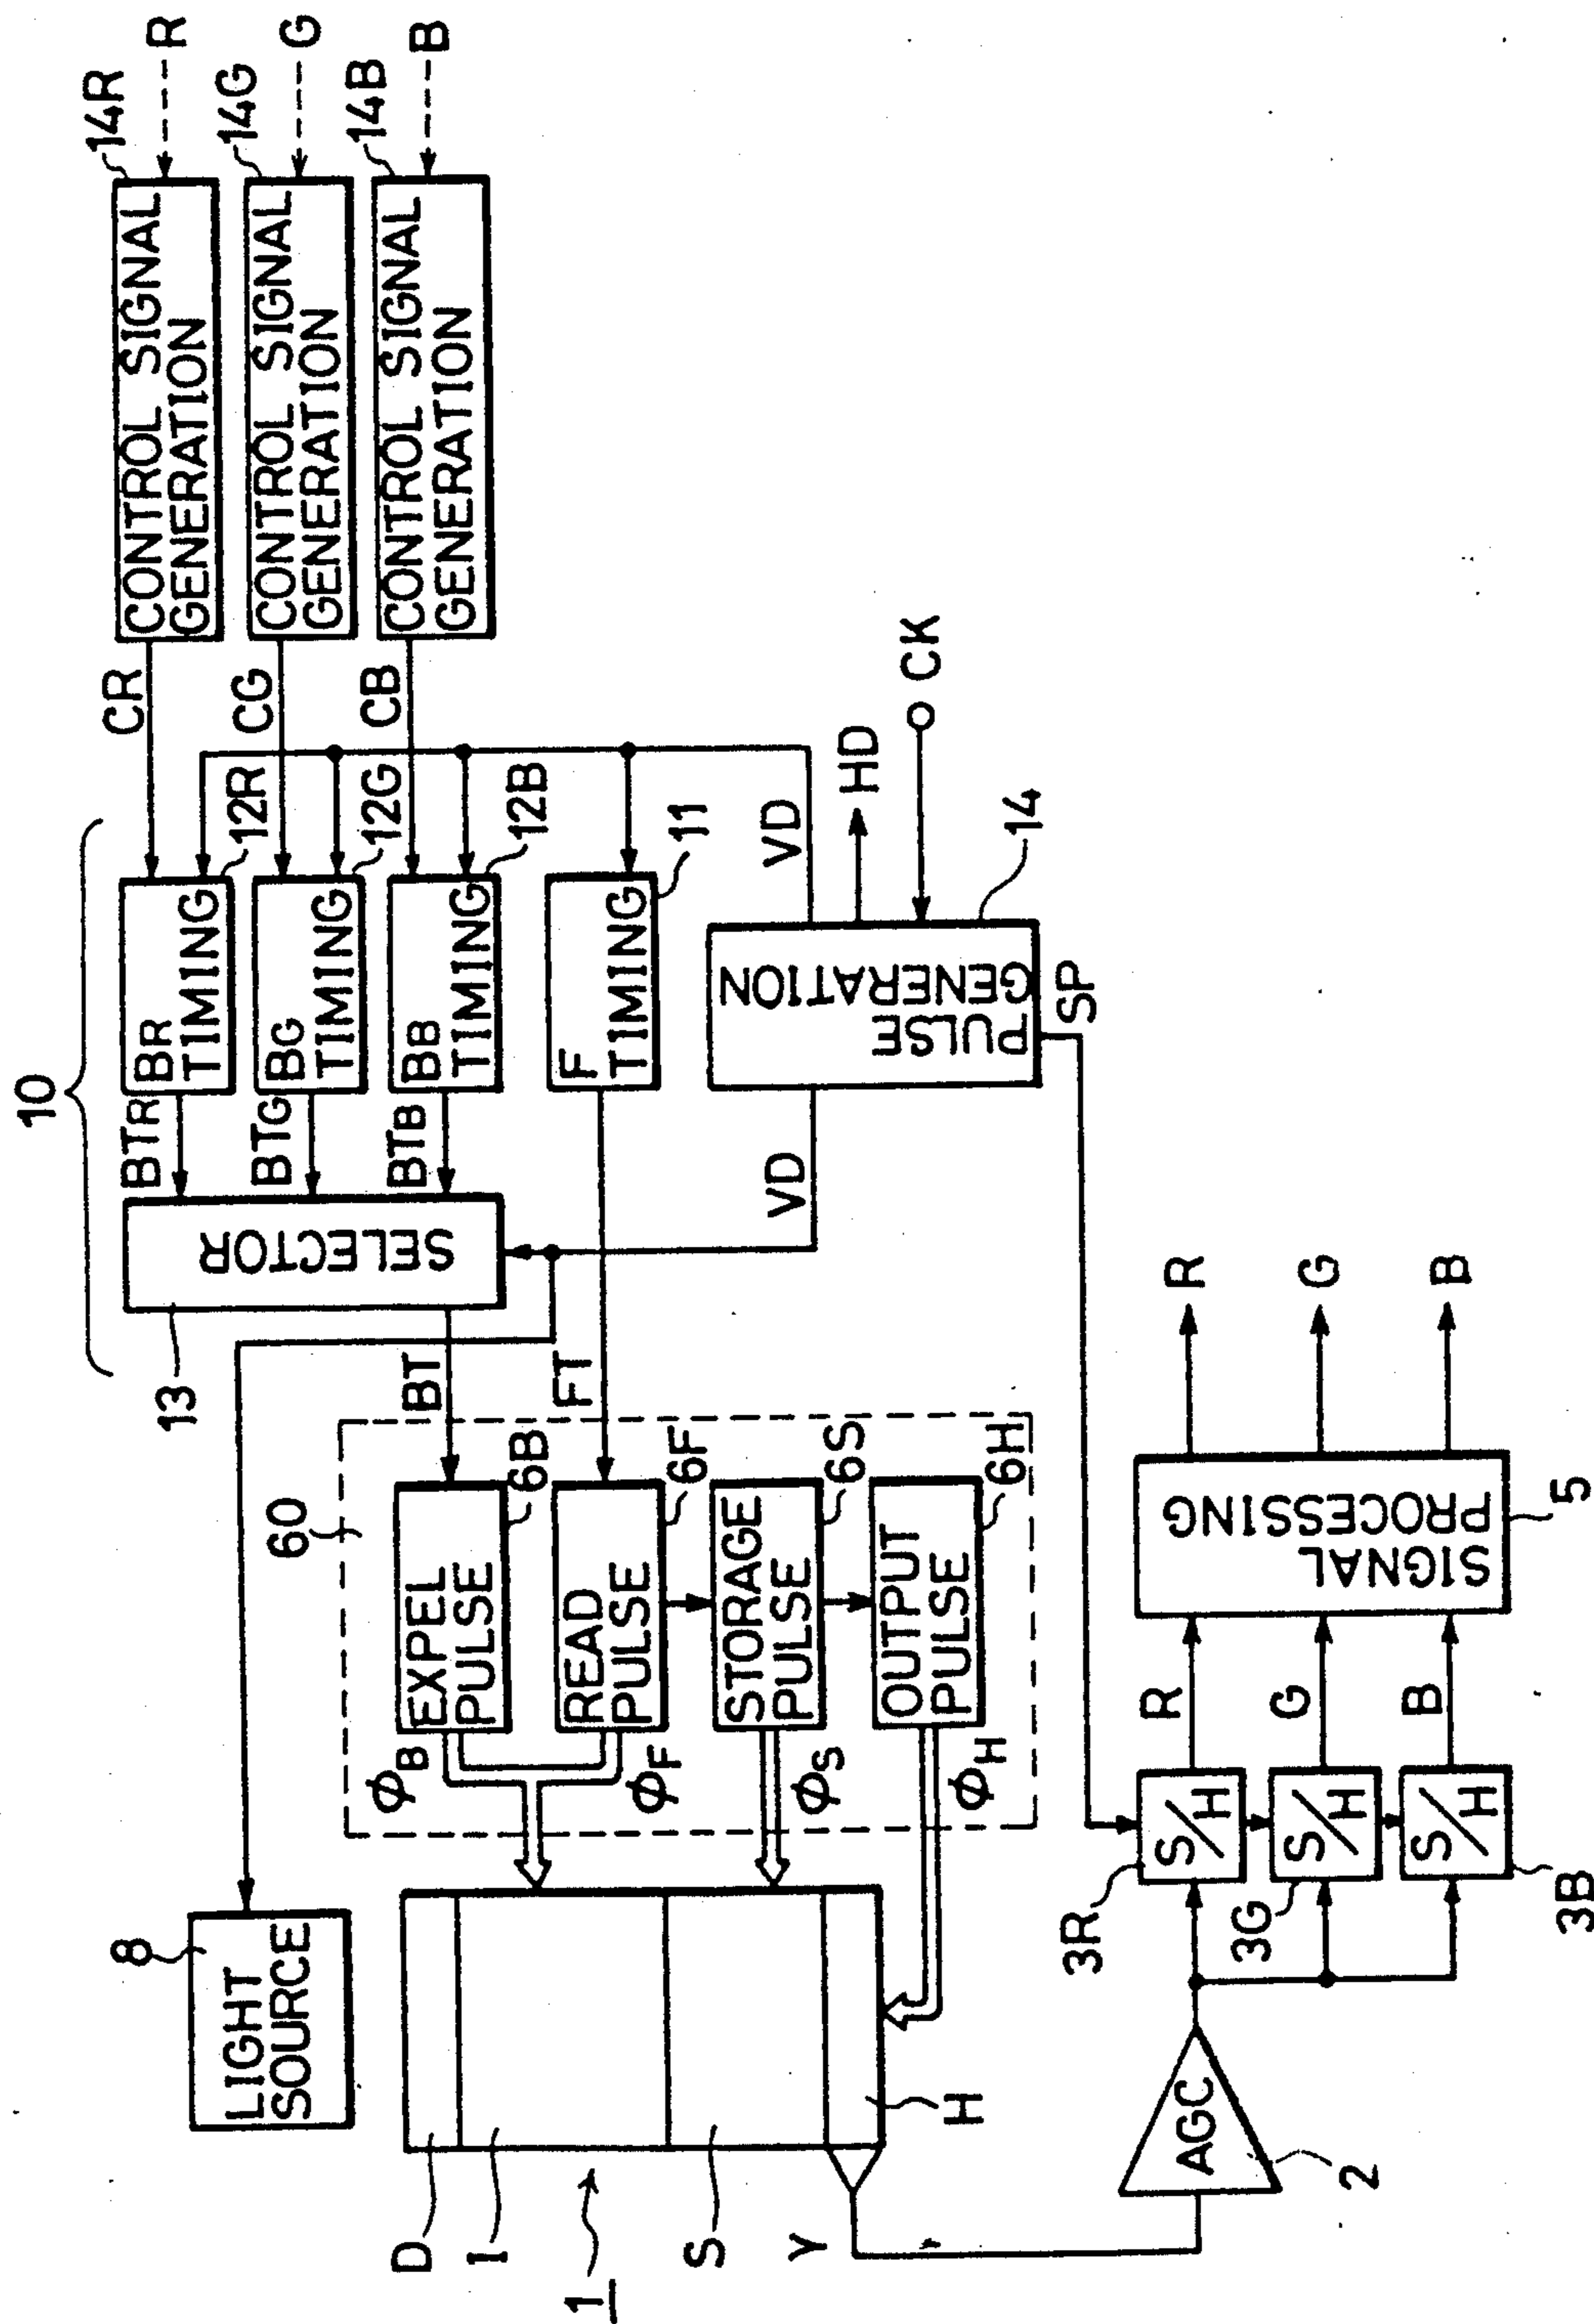 10
14R
R
CONTROL SIGNAL
GENERATION
CR
12R
BR
TIMING
BTR
14G
G
CONTROL SIGNAL
GENERATION
CG
12G
BG
TIMING
BTG
14B
B
CONTROL SIGNAL
GENERATION
CB
12B
BB
TIMING
BTB
SELECTOR
13
F
TIMING
11
VD
HD
CK
PULSE
GENERATION
14
VD
SP
BT
FT
60
EXPEL
PULSE
6B
ΦB
READ
PULSE
6F
ΦF
STORAGE
PULSE
6S
ΦS
OUTPUT
PULSE
6H
ΦH
8
LIGHT
SOURCE
D
I
S
H
Y
1
AGC
2
3R
S/H
3G
S/H
3B
S/H
R
G
B
SIGNAL
PROCESSING
5
R
G
B